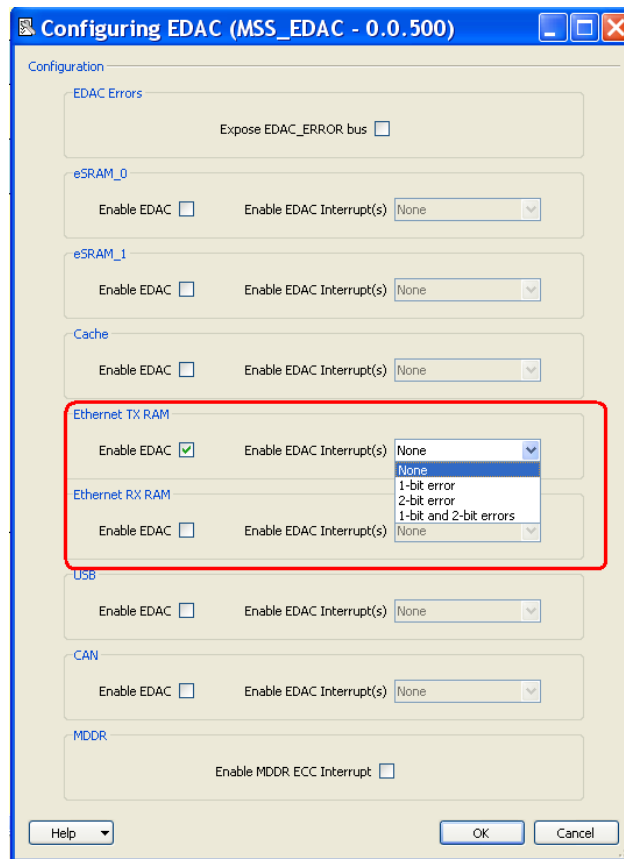 Configuring EDAC (MSS_EDAC - 0.0.500)
Configuration
EDAC Errors
Expose EDAC_ERROR bus
eSRAM_0
Enable EDAC Enable EDAC Interrupt(s) None
eSRAM_1
Enable EDAC Enable EDAC Interrupt(s) None
Cache
Enable EDAC Enable EDAC Interrupt(s) None
Ethernet TX RAM
Enable EDAC Enable EDAC Interrupt(s) None
None
1-bit error
2-bit error
1-bit and 2-bit errors
Ethernet RX RAM
Enable EDAC Enable EDAC Interrupt(s) None
USB
Enable EDAC Enable EDAC Interrupt(s) None
CAN
Enable EDAC Enable EDAC Interrupt(s) None
MDDR
Enable MDDR ECC Interrupt
Help OK Cancel